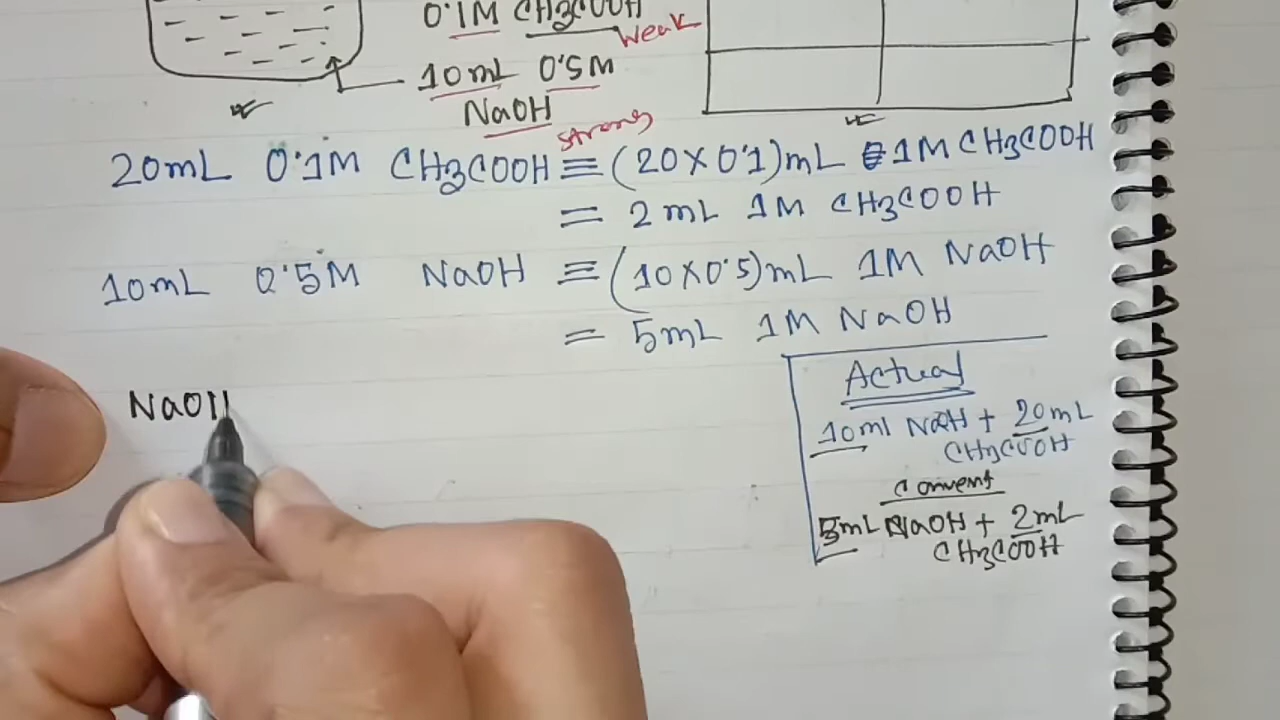 0.1M CH3COOH
Weak
10mL 0.5M
NaOH
strong
20mL 0.1M CH3COOH ≡ (20×0.1)mL 1M CH3COOH
= 2mL 1M CH3COOH
10mL 0.5M NaOH ≡ (10×0.5)mL 1M NaOH
= 5mL 1M NaOH
Actual
10ml NaOH + 20mL
CH3COOH
Convent
5mL NaOH + 2mL
CH3COOH
NaOH